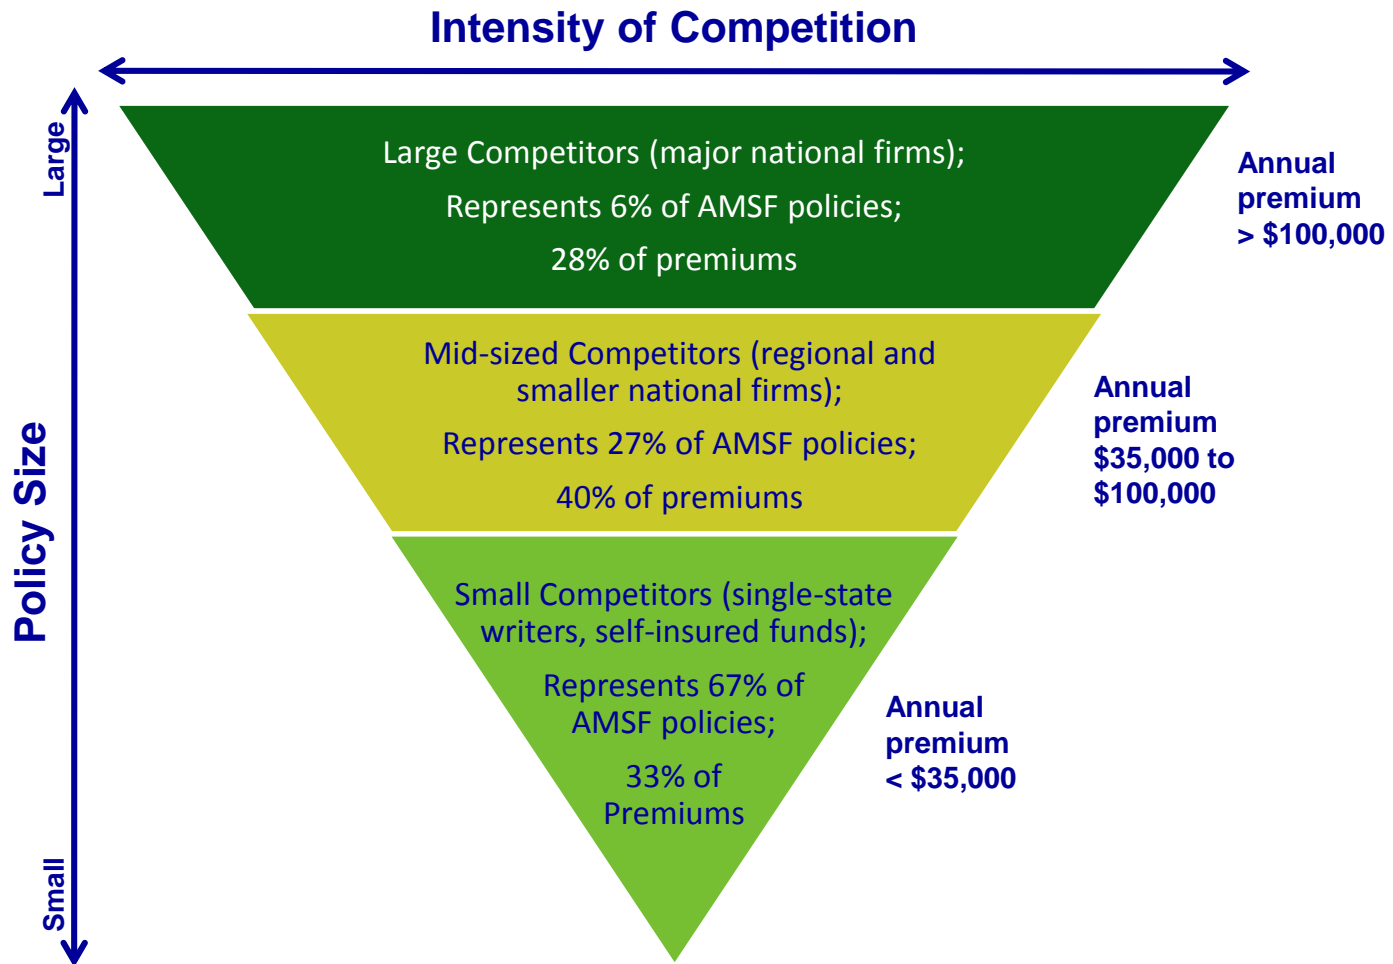 Intensity of Competition
Large
Large Competitors (major national firms);
Represents 6% of AMSF policies;
28% of premiums
Annual
premium
> $100,000
Mid-sized Competitors (regional and
smaller national firms);
Represents 27% of AMSF policies;
40% of premiums
Annual
premium
$35,000 to
$100,000
Policy Size
Small Competitors (single-state
writers, self-insured funds);
Represents 67% of
AMSF policies;
33% of
Premiums
Annual
premium
< $35,000
Small